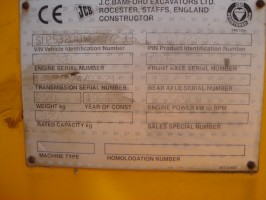 J.C.BAMFORD EXCAVATORS LTD.
ROCESTER, STAFFS, ENGLAND
CE JCB CONSTRUCTOR
VIN Vehicle Identification Number PIN Product Identification Number
ENGINE SERIAL NUMBER FRONT AXLE SERIAL NUMBER
TRANSMISSION SERIAL NUMBER REAR AXLE SERIAL NUMBER
WEIGHT kg YEAR OF CONST ENGINE POWER kW to RPM
RATED CAPACITY kg SALES SPECIAL NUMBER
MACHINE TYPE HOMOLOGATION NUMBER